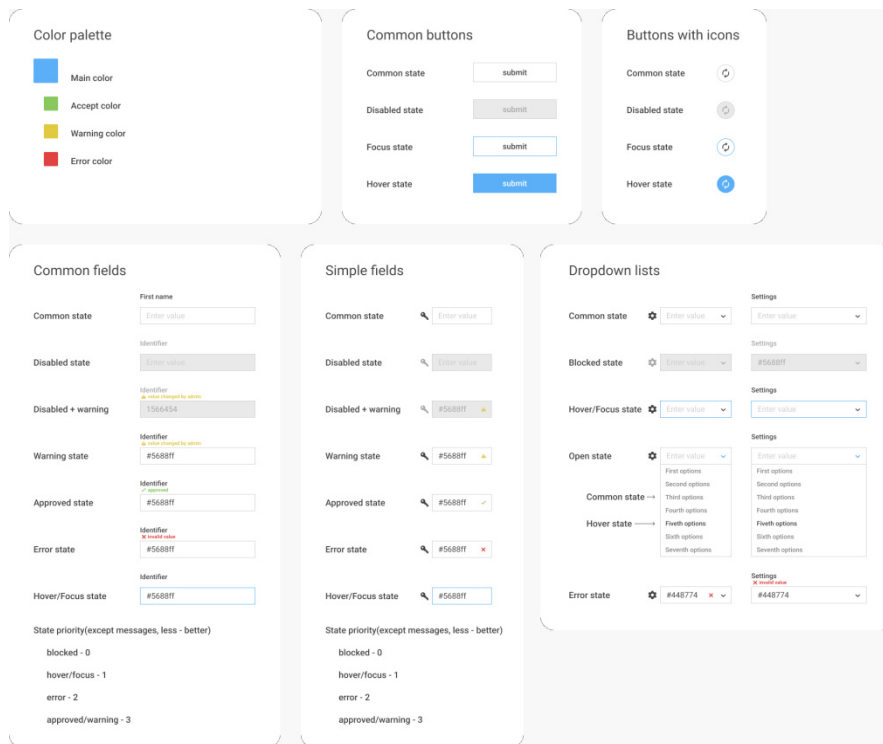 Color palette
Main color
Accept color
Warning color
Error color
Common buttons
Common state submit
Disabled state submit
Focus state submit
Hover state submit
Buttons with icons
Common state
Disabled state
Focus state
Hover state
Common fields
First name
Common state Enter value
Identifier
Disabled state Enter value
Identifier
value changed by admin
Disabled + warning 1566454
Identifier
value changed by admin
Warning state #5688ff
Identifier
approved
Approved state #5688ff
Identifier
invalid value
Error state #5688ff
Identifier
Hover/Focus state #5688ff
State priority(except messages, less - better)
blocked - 0
hover/focus - 1
error - 2
approved/warning - 3
Simple fields
Common state Enter value
Disabled state Enter value
Disabled + warning #5688ff
Warning state #5688ff
Approved state #5688ff
Error state #5688ff
Hover/Focus state #5688ff
State priority(except messages, less - better)
blocked - 0
hover/focus - 1
error - 2
approved/warning - 3
Dropdown lists
Settings
Common state Enter value Enter value
Settings
Blocked state Enter value #5688ff
Settings
Hover/Focus state Enter value Enter value
Settings
Open state Enter value Enter value
First options First options
Second options Second options
Common state Third options Third options
Fourth options Fourth options
Hover state Fiveth options Fiveth options
Sixth options Sixth options
Seventh options Seventh options
Settings
invalid value
Error state #448774 #448774